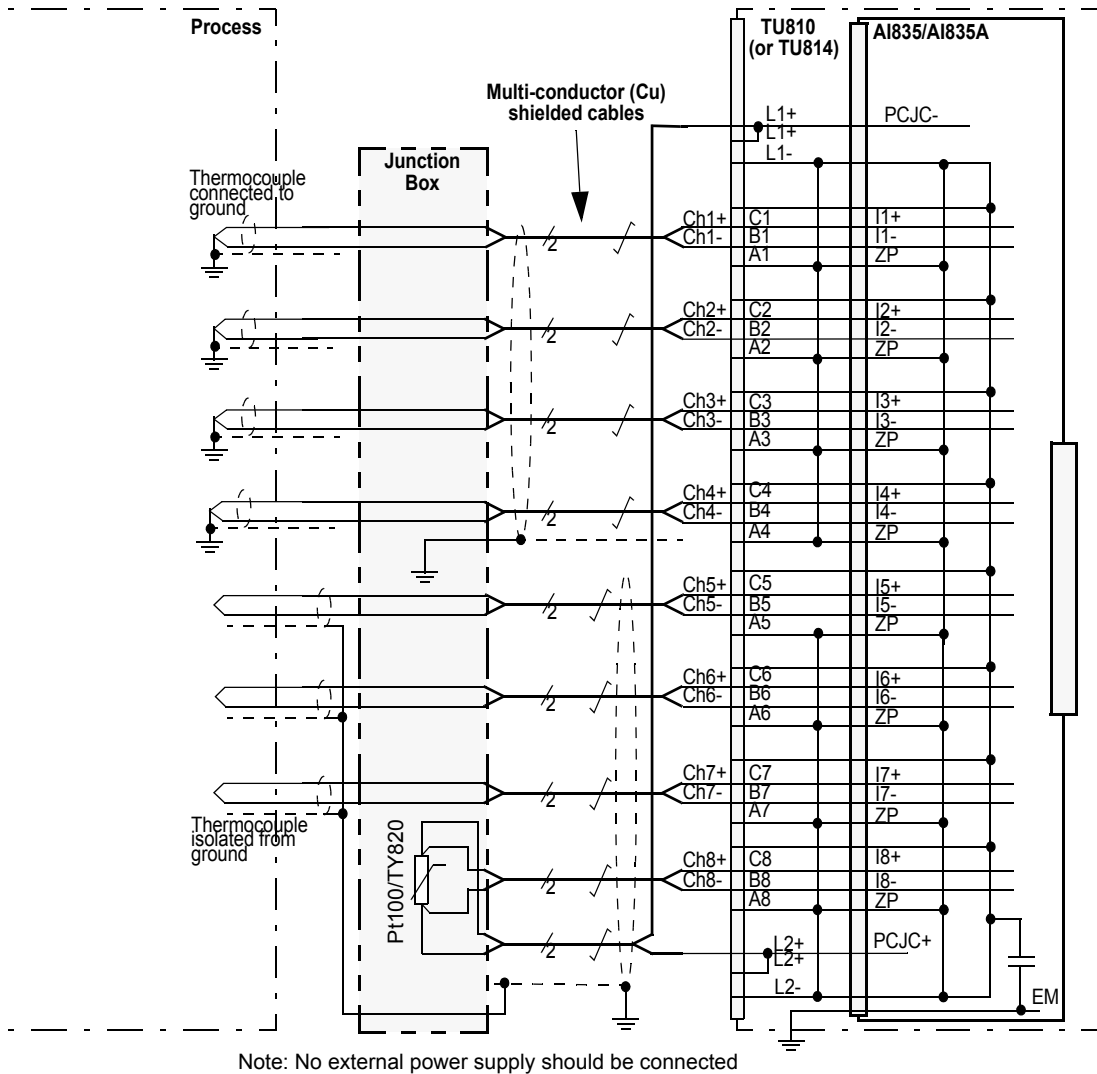 Process
TU810
(or TU814)
AI835/AI835A
Multi-conductor (Cu)
shielded cables
L1+
L1+
L1-
PCJC-
Junction
Box
Thermocouple
connected to
ground
Ch1+ C1 I1+
Ch1- B1 I1-
A1 ZP
2
Ch2+ C2 I2+
Ch2- B2 I2-
A2 ZP
2
Ch3+ C3 I3+
Ch3- B3 I3-
A3 ZP
2
Ch4+ C4 I4+
Ch4- B4 I4-
A4 ZP
2
Ch5+ C5 I5+
Ch5- B5 I5-
A5 ZP
2
Ch6+ C6 I6+
Ch6- B6 I6-
A6 ZP
2
Ch7+ C7 I7+
Ch7- B7 I7-
A7 ZP
2
Thermocouple
isolated from
ground
Pt100/TY820
Ch8+ C8 I8+
Ch8- B8 I8-
A8 ZP
2
2
L2+
L2+
L2-
PCJC+
EM
Note: No external power supply should be connected